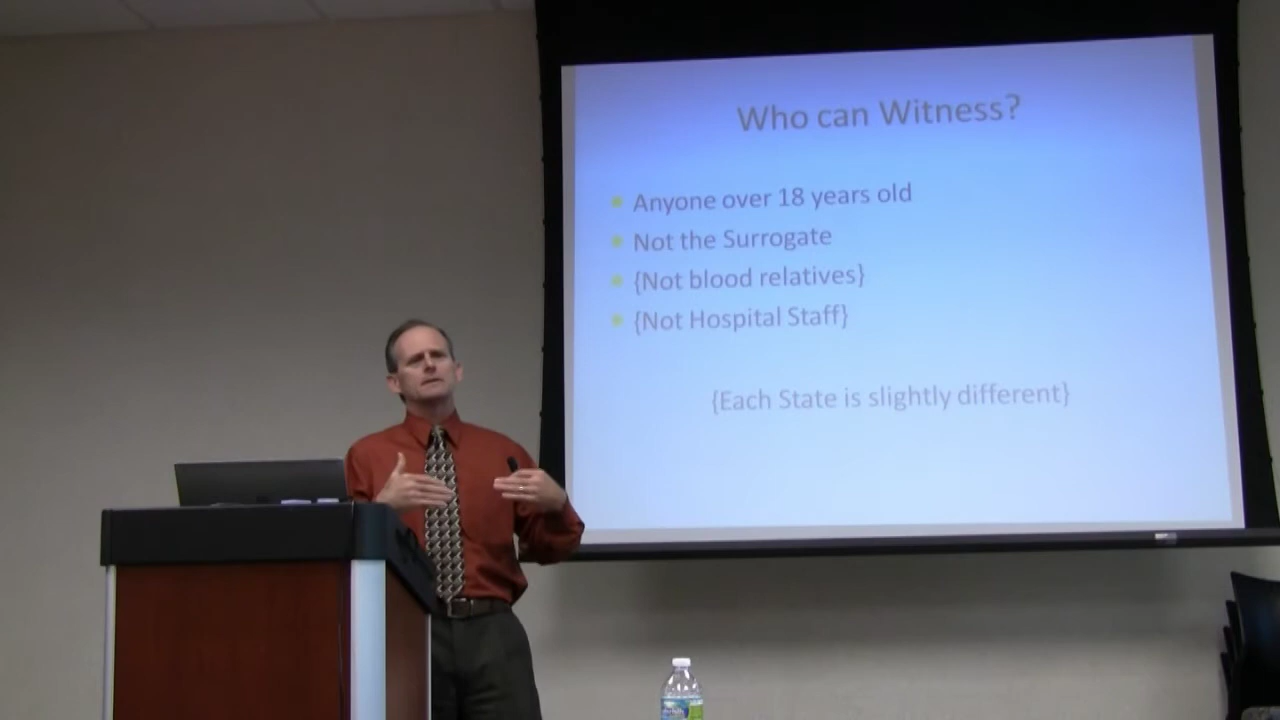 Who can Witness?
Anyone over 18 years old
Not the Surrogate
{Not blood relatives}
{Not Hospital Staff}
{Each State is slightly different}